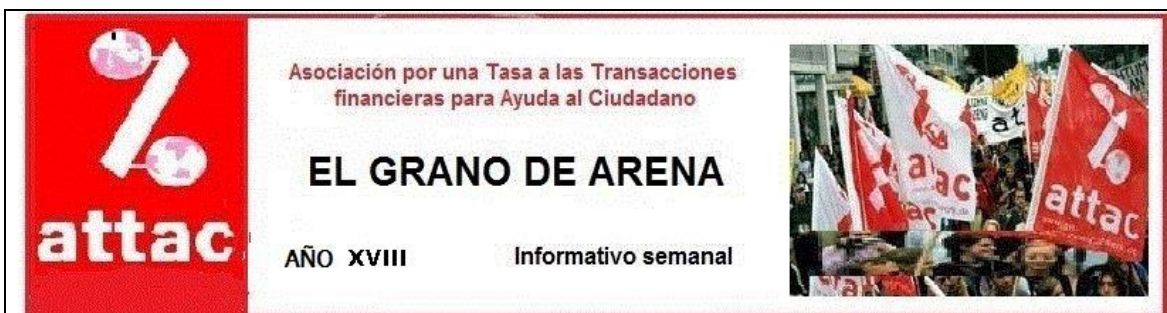 attac
Asociación por una Tasa a las Transacciones
financieras para Ayuda al Ciudadano
EL GRANO DE ARENA
AÑO XVIII
Informativo semanal
attac
attac